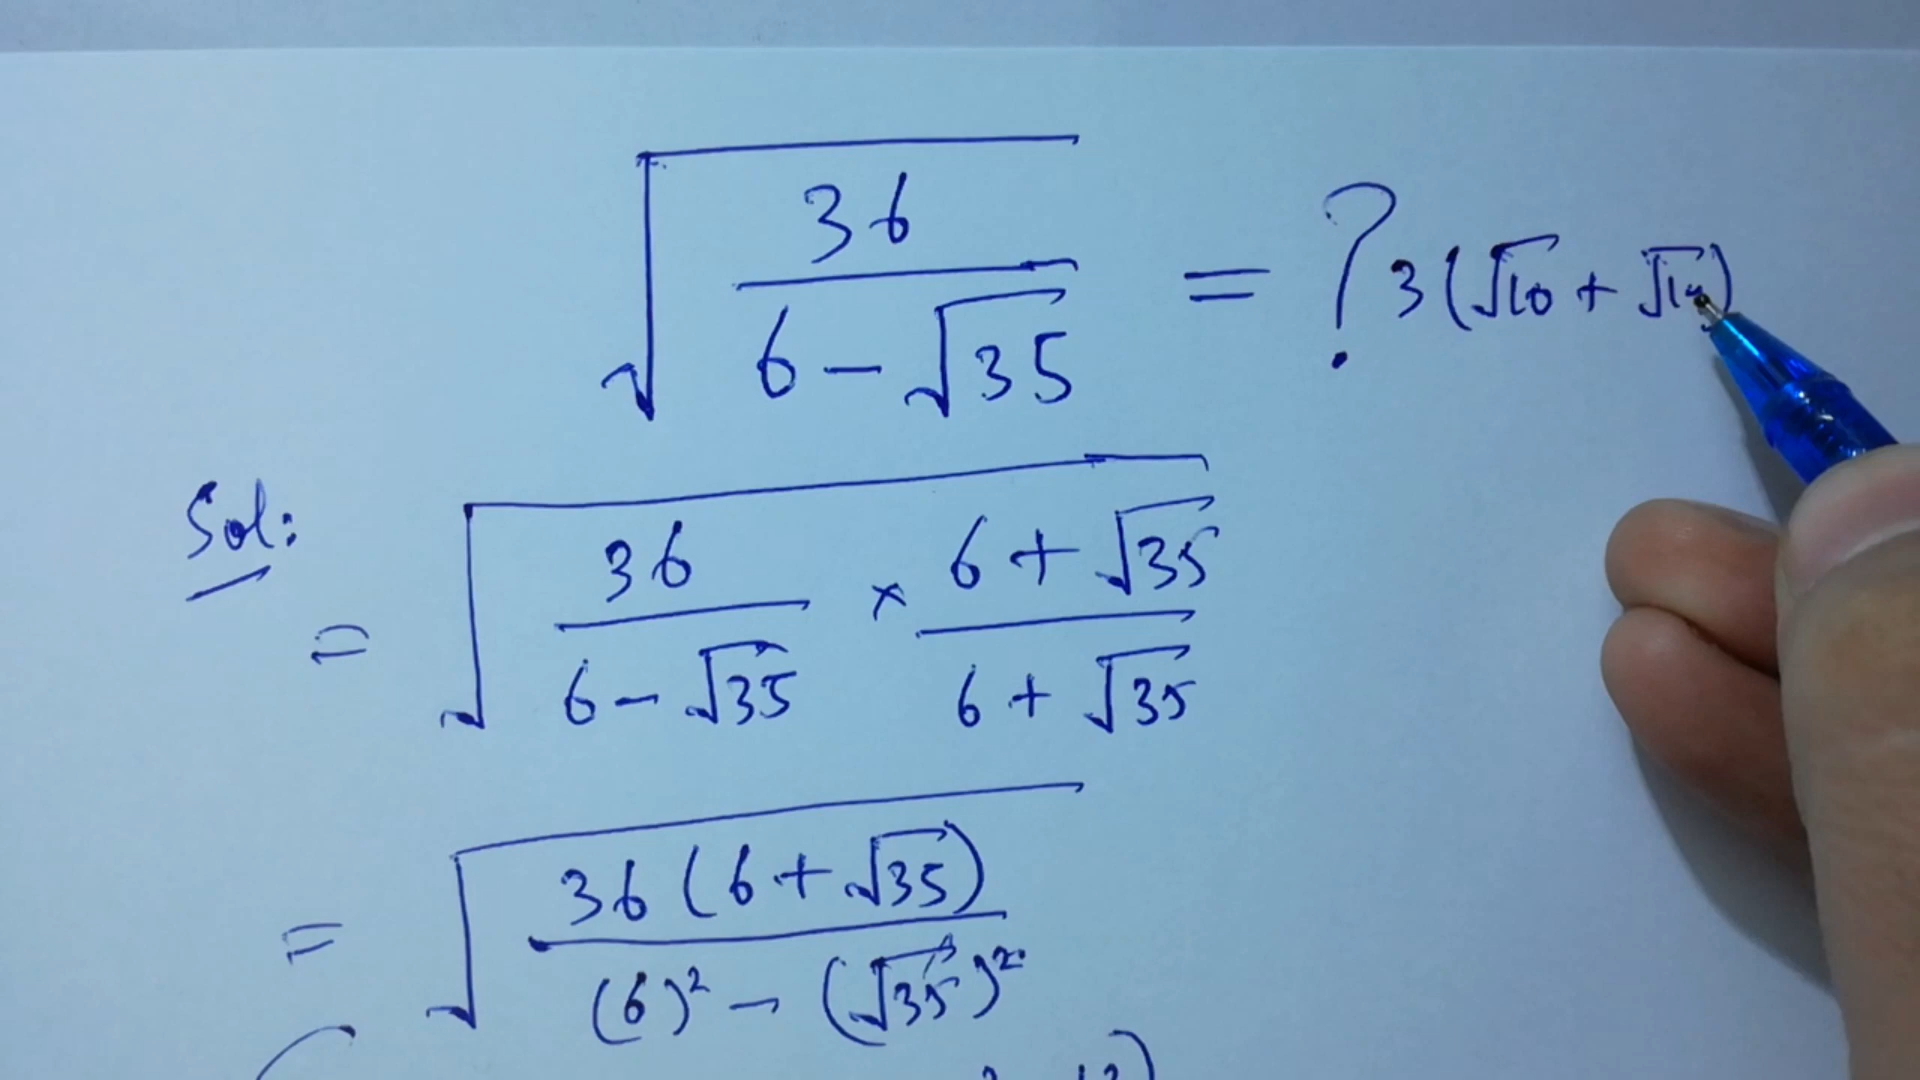 √(36/(6-√35)) = ? 3(√10 + √14)
Sol:
= √(36/(6-√35) × (6+√35)/(6+√35))
= √(36(6+√35)/((6)²-(√35)²))